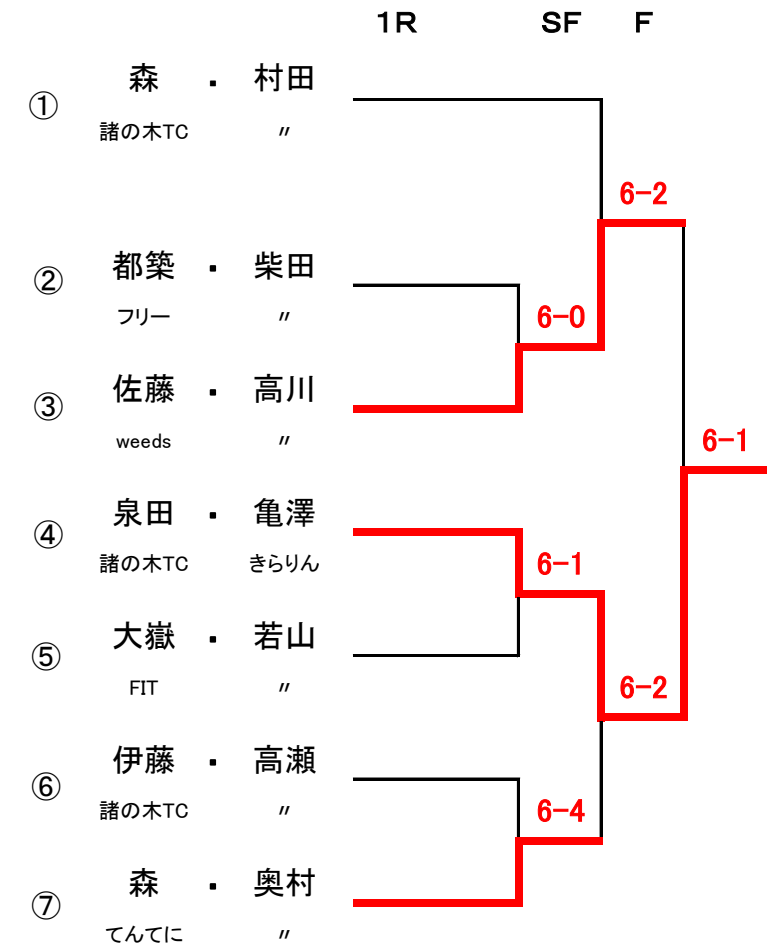 1R SF F
① 森 ・ 村田
諸の木TC 〃
6-2
② 都築 ・ 柴田
フリー 〃
6-0
③ 佐藤 ・ 高川
weeds 〃
6-1
④ 泉田 ・ 亀澤
諸の木TC きらりん
6-1
⑤ 大嶽 ・ 若山
FIT 〃
6-2
⑥ 伊藤 ・ 高瀬
諸の木TC 〃
6-4
⑦ 森 ・ 奥村
てんてに 〃